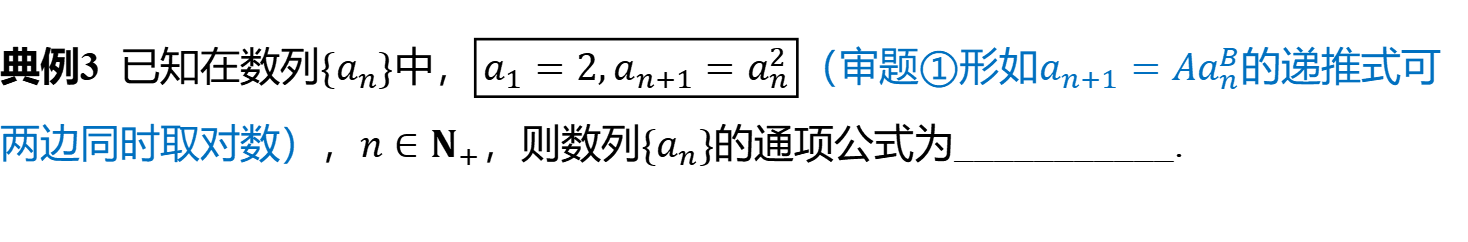 典例3 已知在数列{aₙ}中，a₁ = 2, aₙ₊₁ = aₙ²（审题①形如aₙ₊₁ = Aaₙᴮ的递推式可
两边同时取对数），n ∈ N₊，则数列{aₙ}的通项公式为___________.